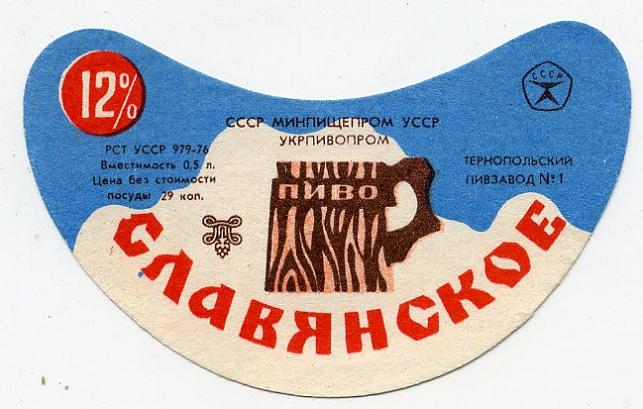 12%
СССР
СССР МИНПИЩЕПРОМ УССР
УКРПИВОПРОМ
РСТ УССР 979-76
Вместимость 0,5 л.
Цена без стоимости
посуды 29 коп.
ТЕРНОПОЛЬСКИЙ
ПИВЗАВОД №1
ПИВО
СЛАВЯНСКОЕ